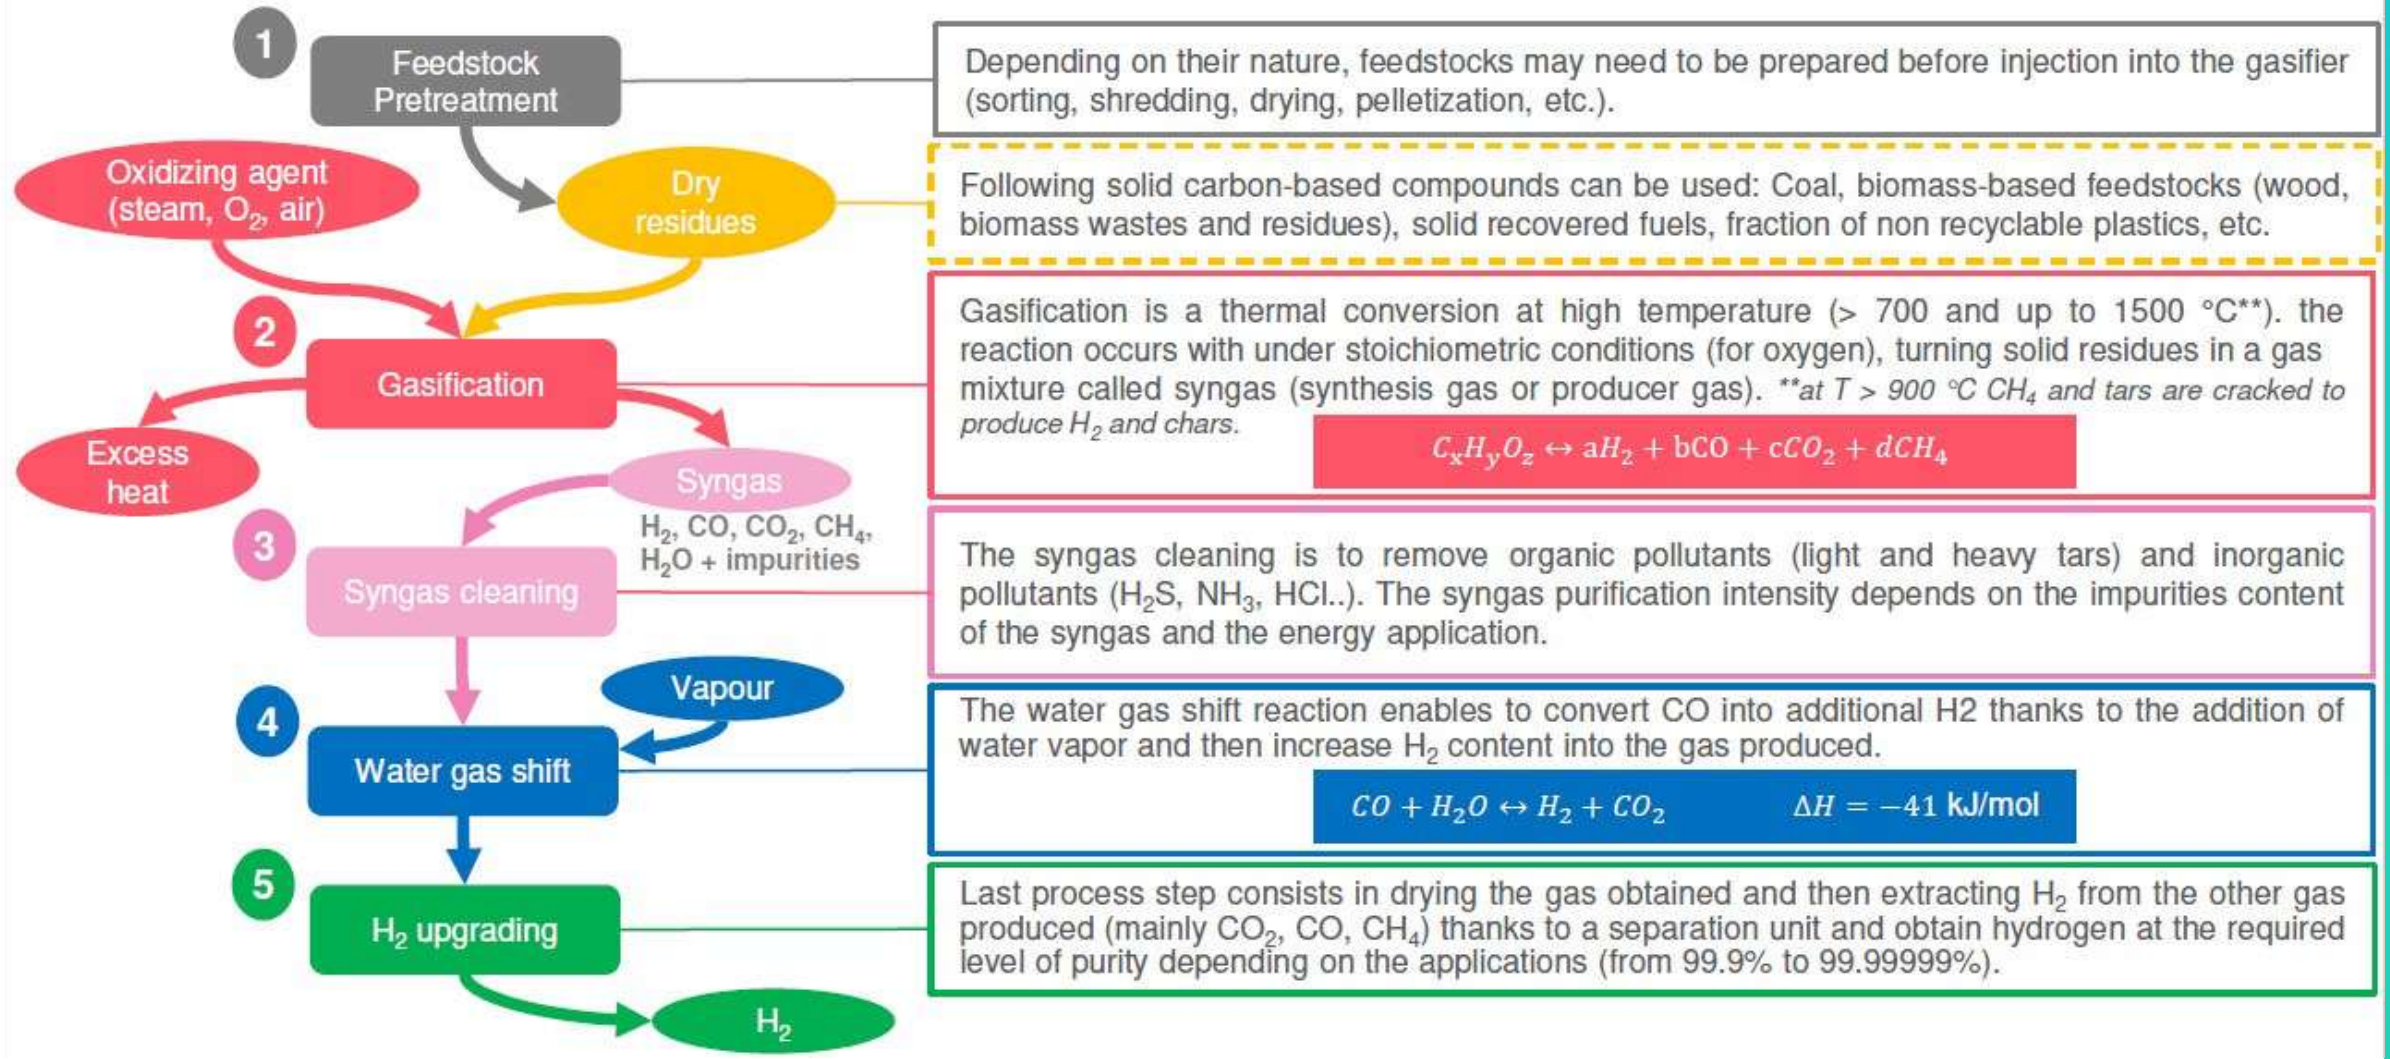 1
Feedstock
Pretreatment
Depending on their nature, feedstocks may need to be prepared before injection into the gasifier
(sorting, shredding, drying, pelletization, etc.).
Oxidizing agent
(steam, O₂, air)
Dry
residues
Following solid carbon-based compounds can be used: Coal, biomass-based feedstocks (wood,
biomass wastes and residues), solid recovered fuels, fraction of non recyclable plastics, etc.
2
Gasification
Excess
heat
Syngas
H₂, CO, CO₂, CH₄,
H₂O + impurities
Gasification is a thermal conversion at high temperature (> 700 and up to 1500 °C**). the
reaction occurs with under stoichiometric conditions (for oxygen), turning solid residues in a gas
mixture called syngas (synthesis gas or producer gas). **at T > 900 °C CH₄ and tars are cracked to
produce H₂ and chars.
CₓHᵧO_z ↔ aH₂ + bCO + cCO₂ + dCH₄
3
Syngas cleaning
The syngas cleaning is to remove organic pollutants (light and heavy tars) and inorganic
pollutants (H₂S, NH₃, HCl..). The syngas purification intensity depends on the impurities content
of the syngas and the energy application.
4
Vapour
Water gas shift
The water gas shift reaction enables to convert CO into additional H2 thanks to the addition of
water vapor and then increase H₂ content into the gas produced.
CO + H₂O ↔ H₂ + CO₂ ΔH = −41 kJ/mol
5
H₂ upgrading
Last process step consists in drying the gas obtained and then extracting H₂ from the other gas
produced (mainly CO₂, CO, CH₄) thanks to a separation unit and obtain hydrogen at the required
level of purity depending on the applications (from 99.9% to 99.99999%).
H₂